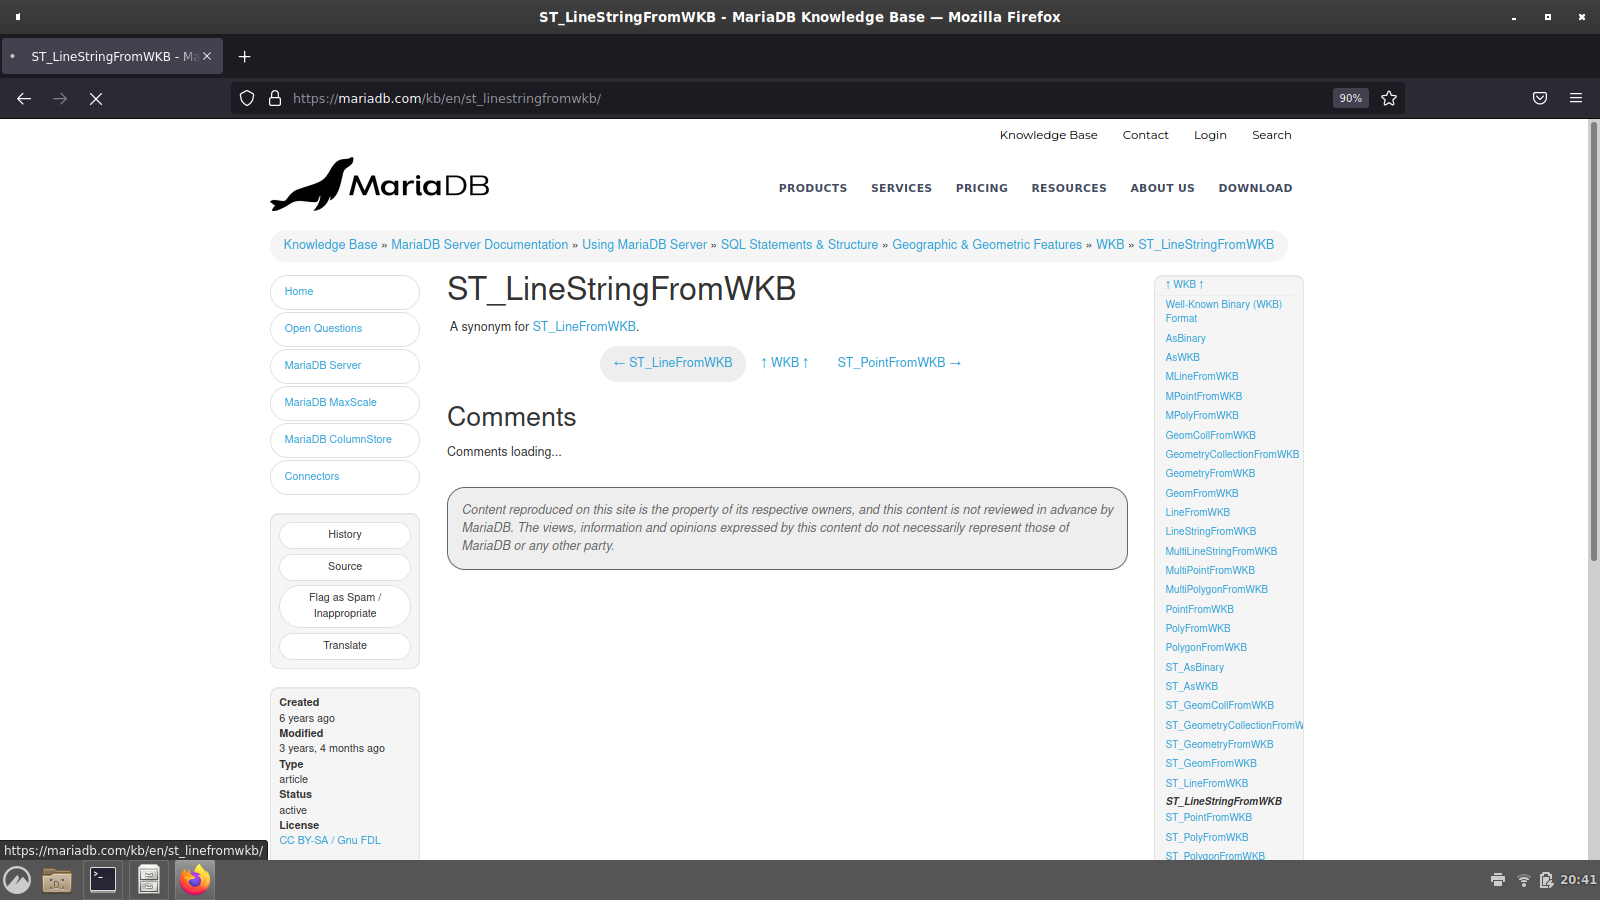 ST_LineStringFromWKB - MariaDB Knowledge Base — Mozilla Firefox
ST_LineStringFromWKB - Ma
https://mariadb.com/kb/en/st_linestringfromwkb/
90%
Knowledge Base Contact Login Search
MariaDB
PRODUCTS SERVICES PRICING RESOURCES ABOUT US DOWNLOAD
Knowledge Base » MariaDB Server Documentation » Using MariaDB Server » SQL Statements & Structure » Geographic & Geometric Features » WKB » ST_LineStringFromWKB
Home
Open Questions
MariaDB Server
MariaDB MaxScale
MariaDB ColumnStore
Connectors
History
Source
Flag as Spam /
Inappropriate
Translate
Created
6 years ago
Modified
3 years, 4 months ago
Type
article
Status
active
License
CC BY-SA / Gnu FDL
ST_LineStringFromWKB
A synonym for ST_LineFromWKB.
← ST_LineFromWKB ↑ WKB ↑ ST_PointFromWKB →
Comments
Comments loading...
Content reproduced on this site is the property of its respective owners, and this content is not reviewed in advance by
MariaDB. The views, information and opinions expressed by this content do not necessarily represent those of
MariaDB or any other party.
↑ WKB ↑
Well-Known Binary (WKB)
Format
AsBinary
AsWKB
MLineFromWKB
MPointFromWKB
MPolyFromWKB
GeomCollFromWKB
GeometryCollectionFromWKB
GeometryFromWKB
GeomFromWKB
LineFromWKB
LineStringFromWKB
MultiLineStringFromWKB
MultiPointFromWKB
MultiPolygonFromWKB
PointFromWKB
PolyFromWKB
PolygonFromWKB
ST_AsBinary
ST_AsWKB
ST_GeomCollFromWKB
ST_GeometryCollectionFromW
ST_GeometryFromWKB
ST_GeomFromWKB
ST_LineFromWKB
ST_LineStringFromWKB
ST_PointFromWKB
ST_PolyFromWKB
ST_PolygonFromWKB
https://mariadb.com/kb/en/st_linefromwkb/
20:41